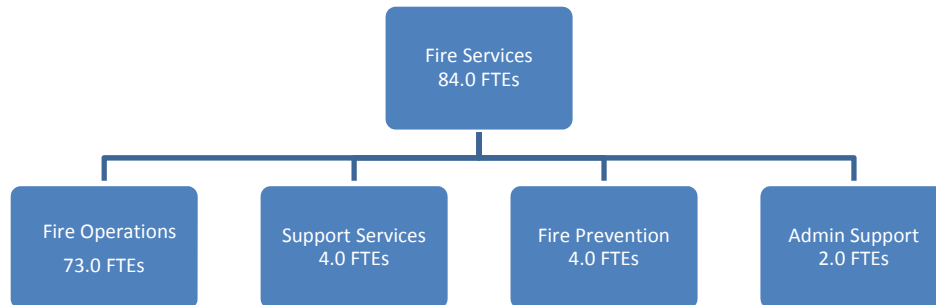 Fire Services
84.0 FTEs
Fire Operations
73.0 FTEs
Support Services
4.0 FTEs
Fire Prevention
4.0 FTEs
Admin Support
2.0 FTEs